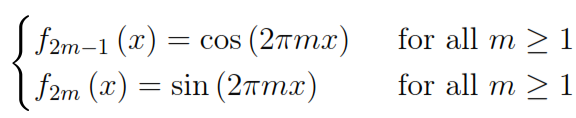 f_{2m-1}(x) = cos(2πmx) for all m ≥ 1
f_{2m}(x) = sin(2πmx) for all m ≥ 1